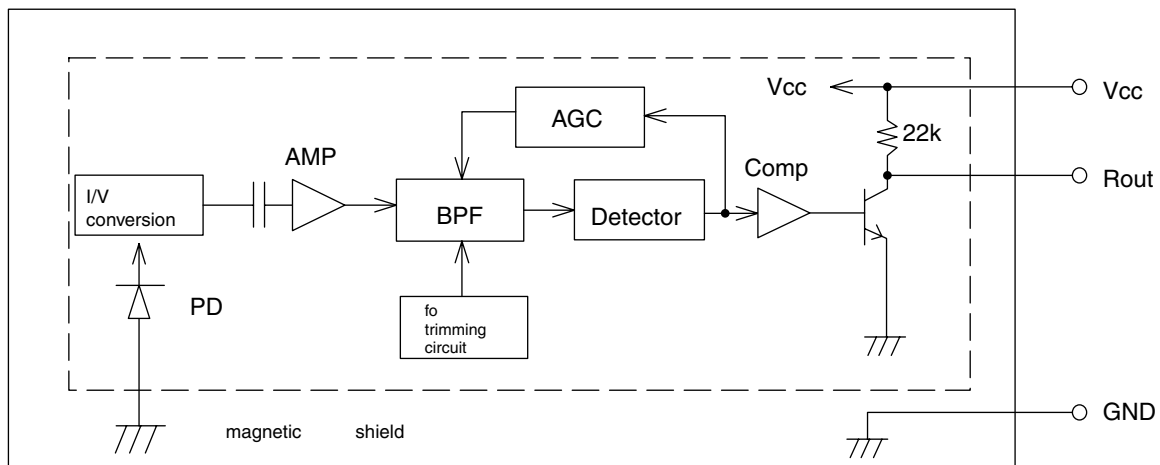 Vcc
Vcc
AGC
22k
AMP
Comp
Rout
I/V
conversion
BPF
Detector
PD
fo
trimming
circuit
GND
magnetic shield